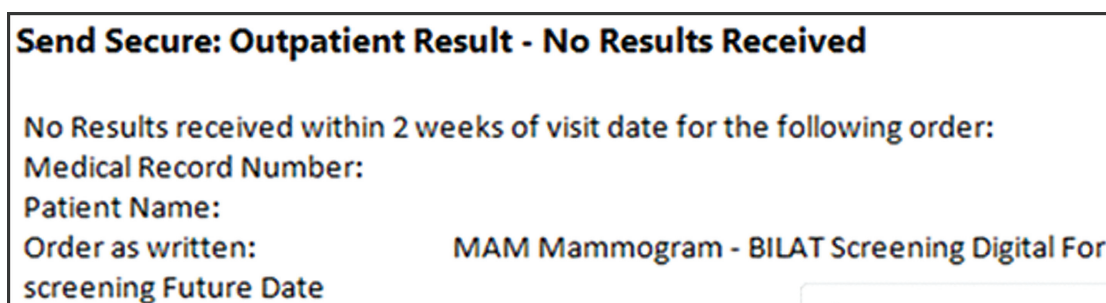 Send Secure: Outpatient Result - No Results Received
No Results received within 2 weeks of visit date for the following order:
Medical Record Number:
Patient Name:
Order as written: MAM Mammogram - BILAT Screening Digital For
screening Future Date